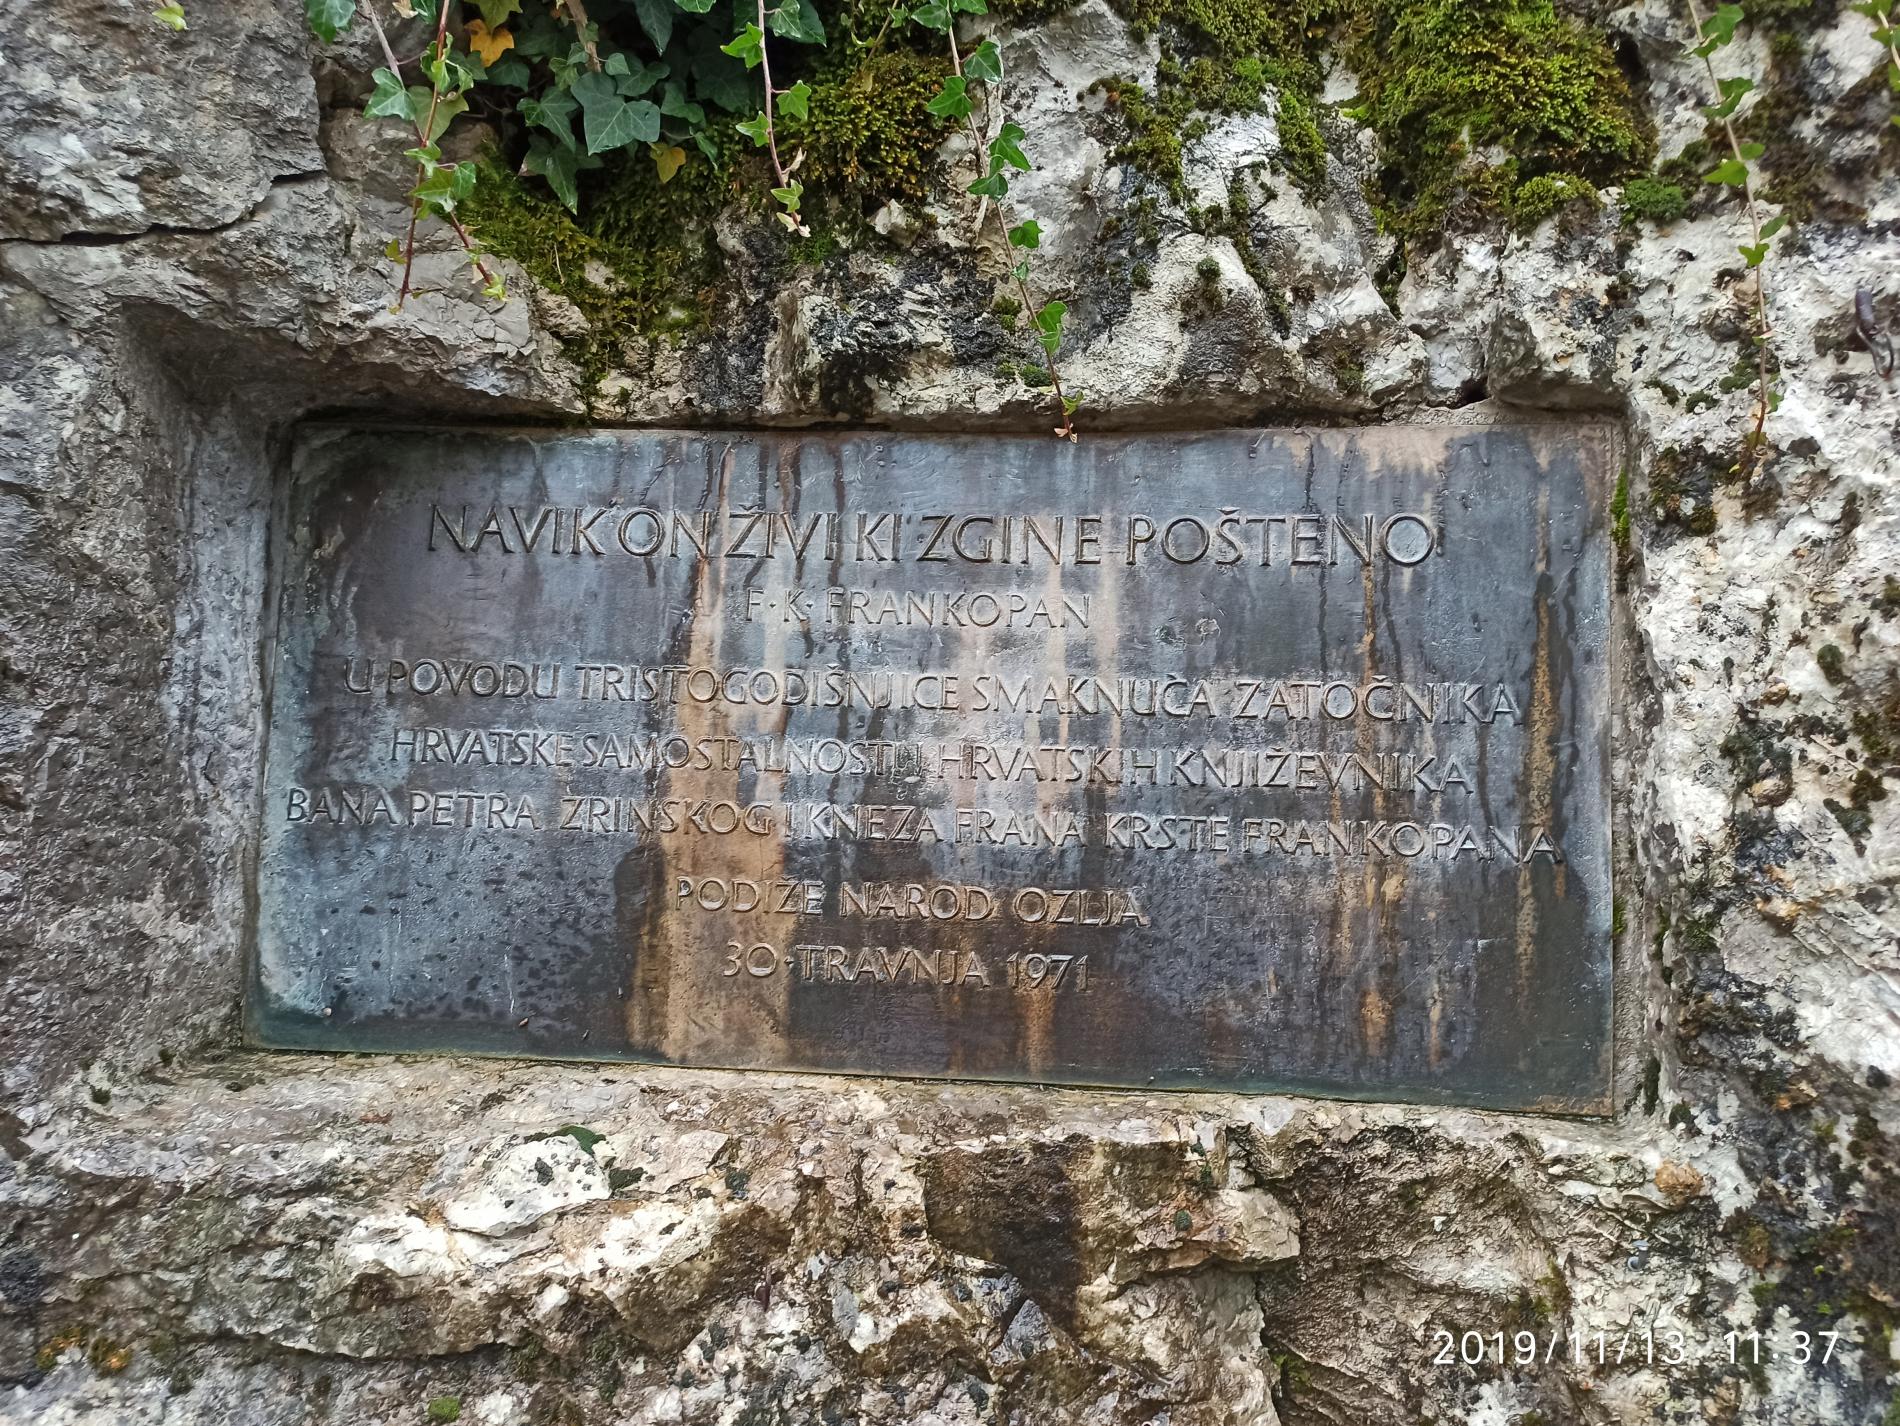 NAVIK ON ŽIVI KI ZGINE POŠTENO
F·K·FRANKOPAN
U POVODU TRISTOGODIŠNJICE SMAKNUĆA ZATOČNIKA
HRVATSKE SAMOSTALNOSTI I HRVATSKIH KNJIŽEVNIKA
BANA PETRA ZRINSKOG I KNEZA FRANA KRSTE FRANKOPANA
PODIŽE NAROD OZLJA
30·TRAVNJA 1971
2019/11/13 11:37